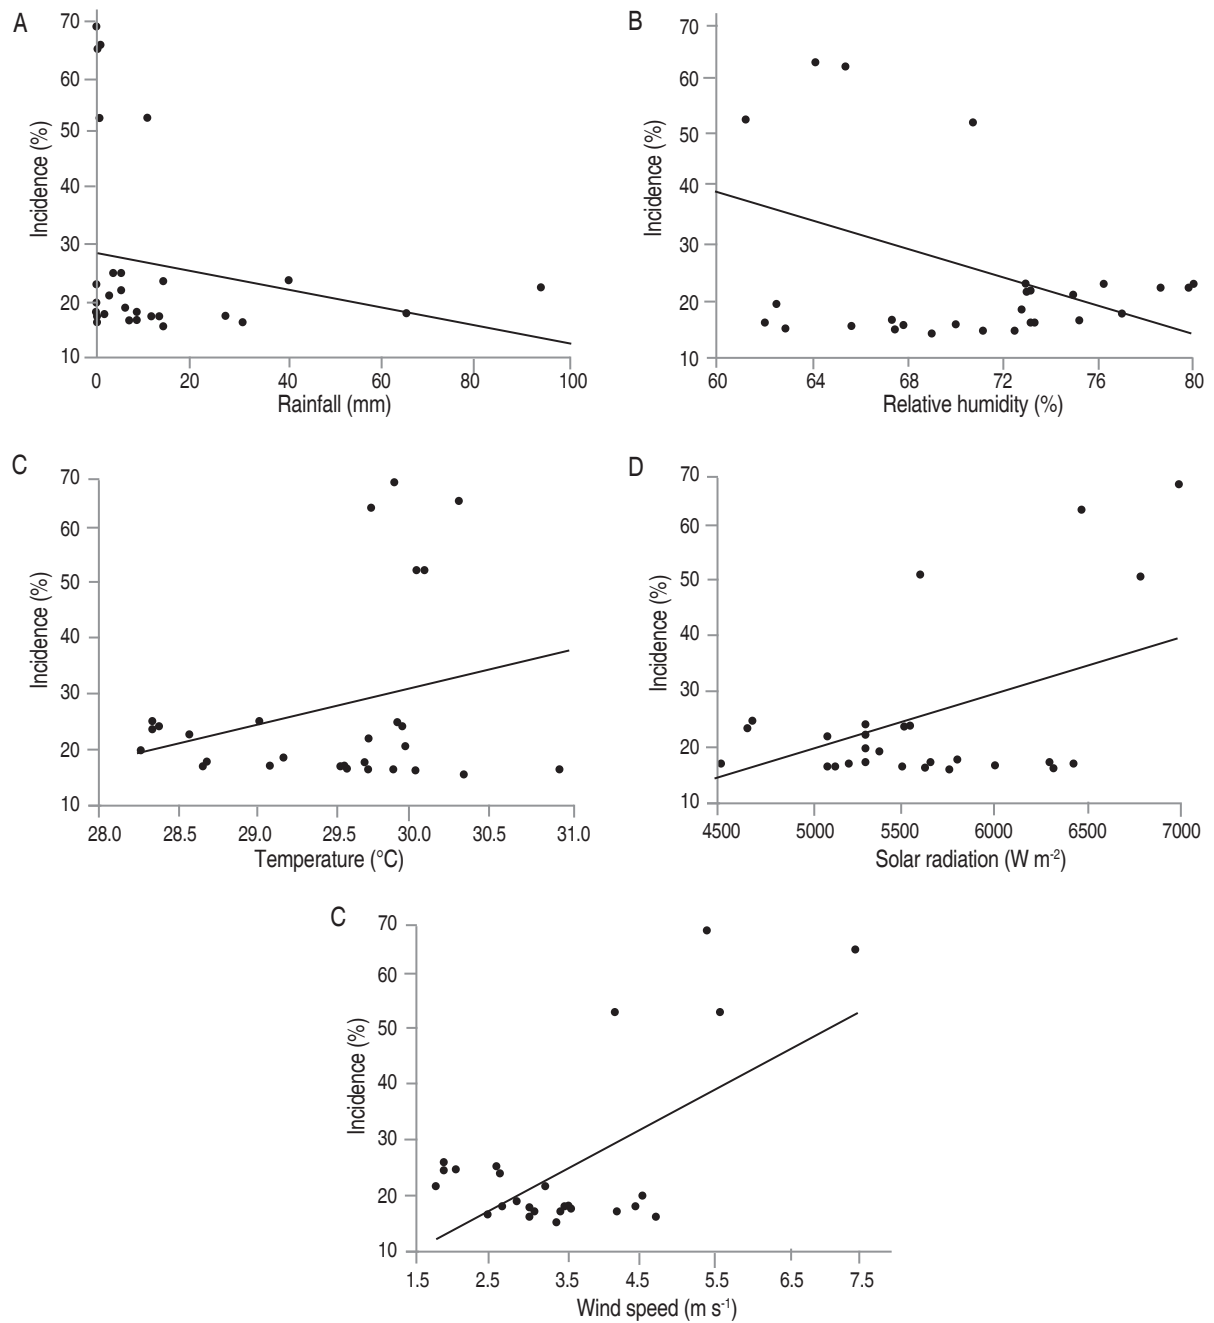 A
70
60
50
40
30
20
10
Incidence (%)
0 20 40 60 80 100
Rainfall (mm)
B
70
60
50
40
30
20
10
Incidence (%)
60 64 68 72 76 80
Relative humidity (%)
C
70
60
50
40
30
20
10
Incidence (%)
28.0 28.5 29.0 29.5 30.0 30.5 31.0
Temperature (°C)
D
70
60
50
40
30
20
10
Incidence (%)
4500 5000 5500 6000 6500 7000
Solar radiation (W m-2)
C
70
60
50
40
30
20
10
Incidence (%)
1.5 2.5 3.5 4.5 5.5 6.5 7.5
Wind speed (m s-1)